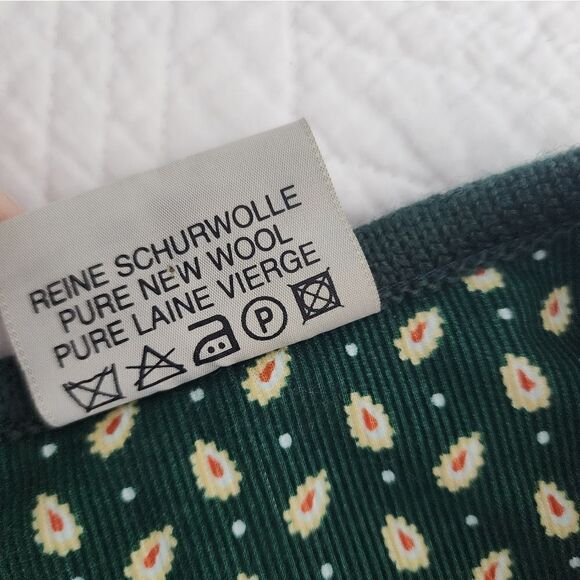 REINE SCHURWOLLE
PURE NEW WOOL
PURE LAINE VIERGE
P